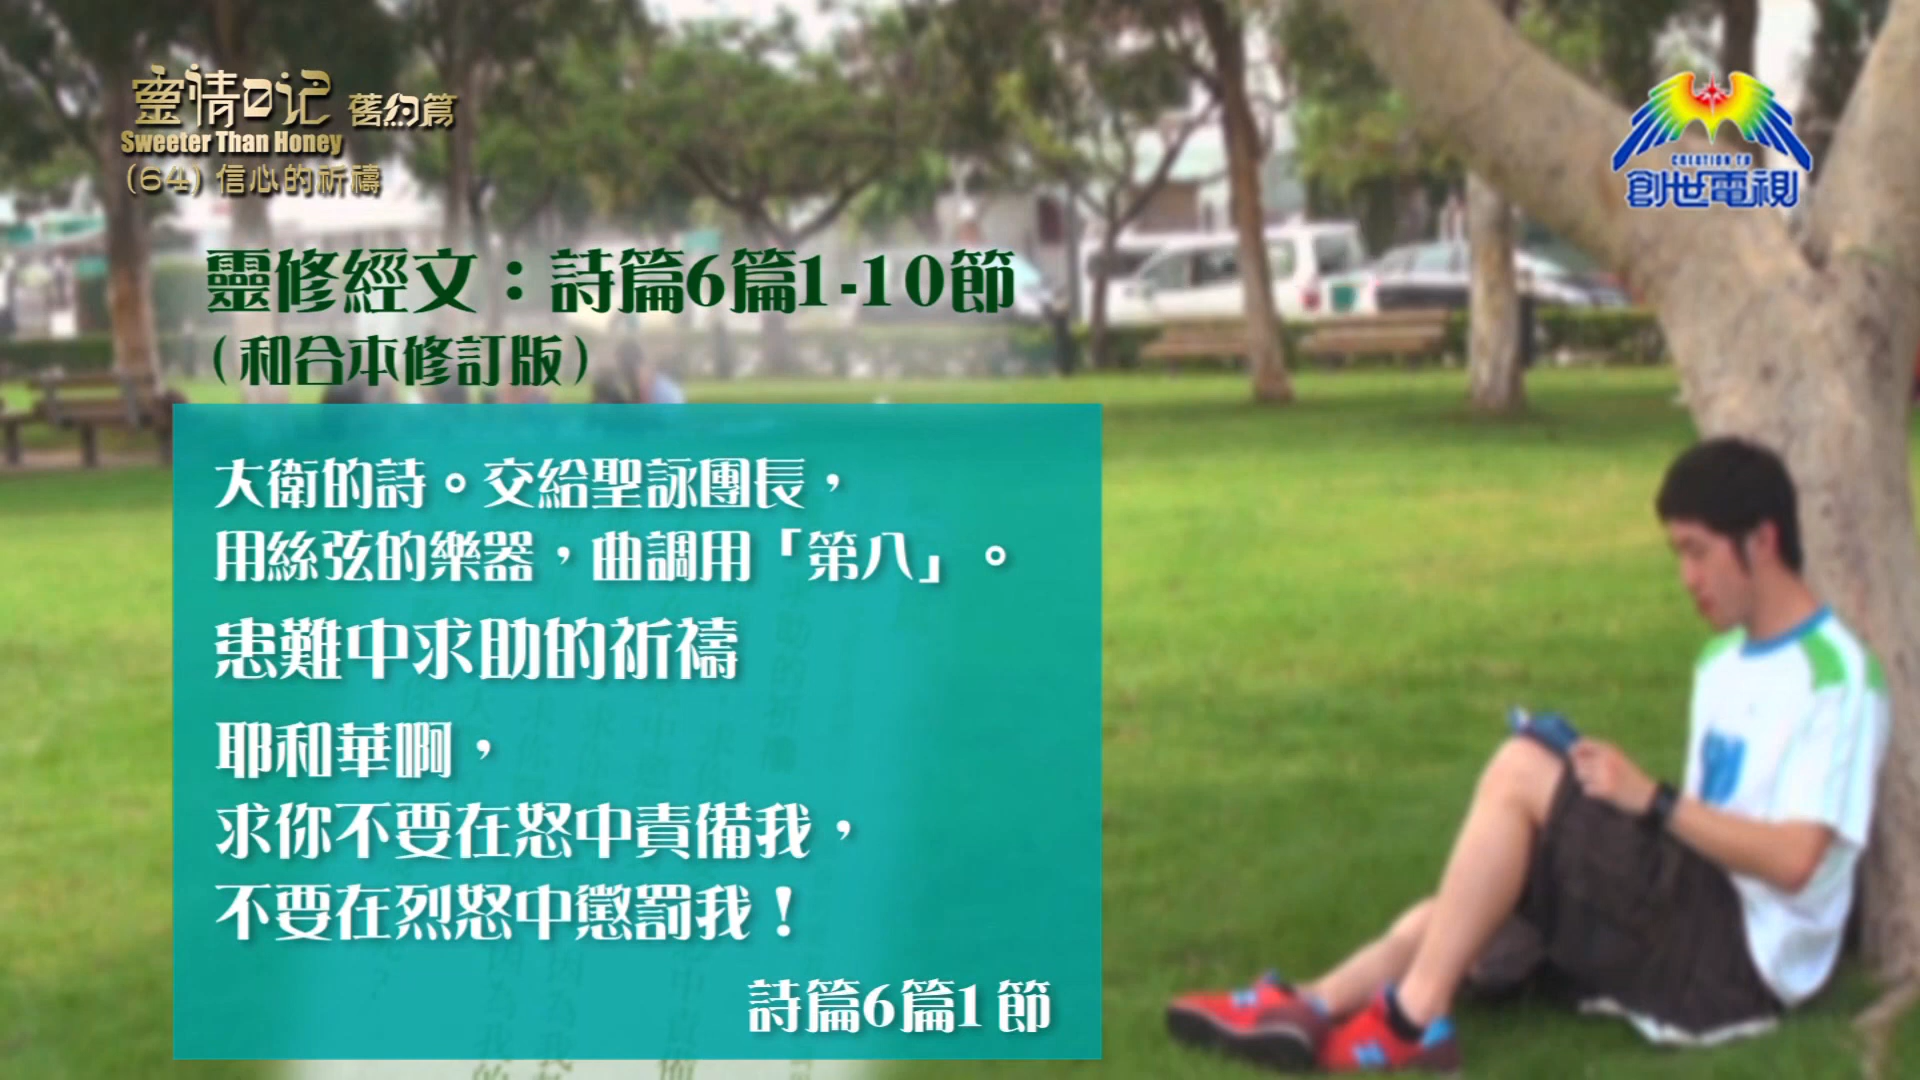 靈情日记 舊約篇
Sweeter Than Honey
(64) 信心的祈禱
CREATION TV
創世電視
靈修經文：詩篇6篇1-10節
（和合本修訂版）
大衛的詩。交給聖詠團長，
用絲弦的樂器，曲調用「第八」。
患難中求助的祈禱
耶和華啊，
求你不要在怒中責備我，
不要在烈怒中懲罰我！
詩篇6篇1節